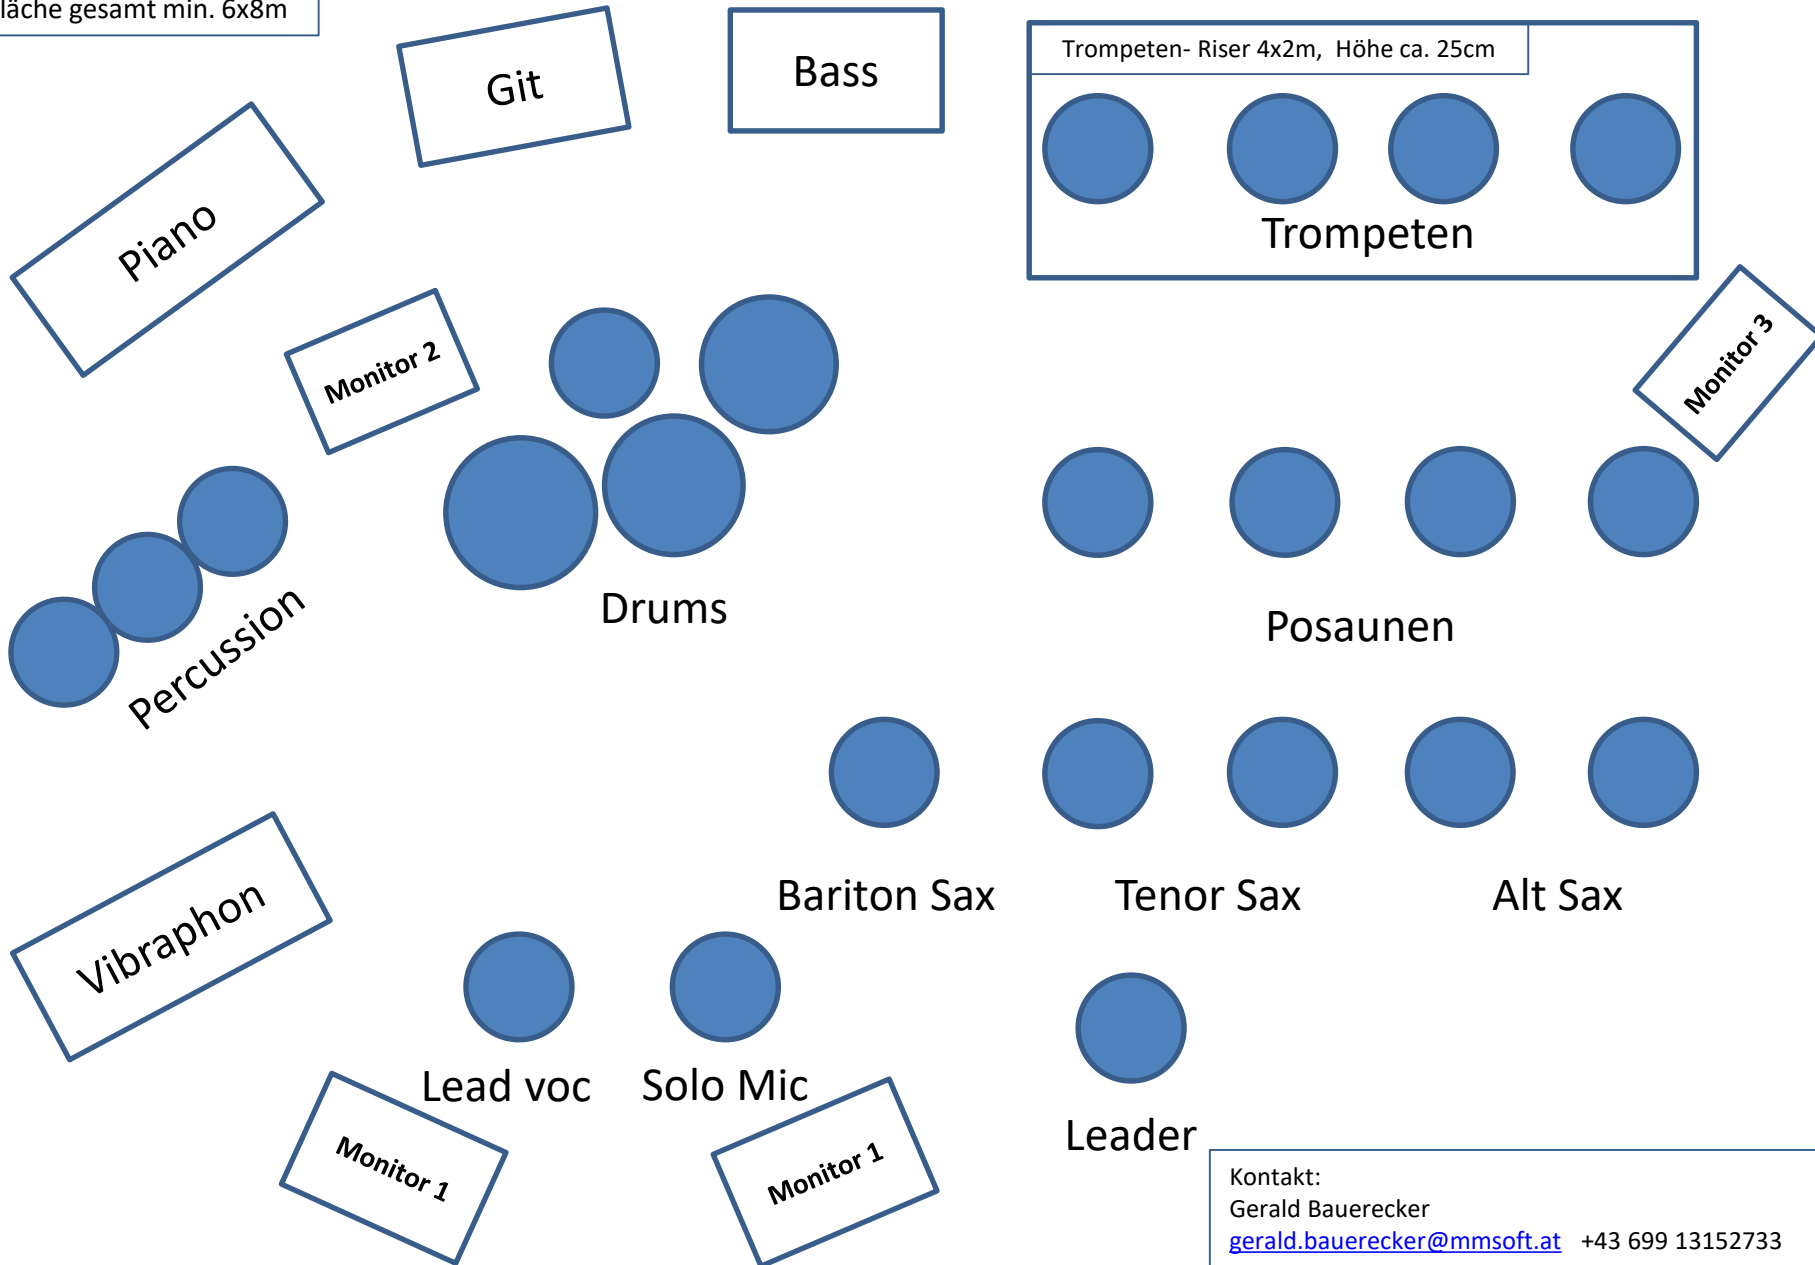 gesamt min. 6x8m
Git
Bass
Trompeten- Riser 4x2m, Höhe ca. 25cm
Piano
Trompeten
Monitor 2
Monitor 3
Percussion
Drums
Posaunen
Vibraphon
Bariton Sax
Tenor Sax
Alt Sax
Lead voc
Solo Mic
Monitor 1
Monitor 1
Leader
Kontakt:
Gerald Bauerecker
gerald.bauerecker@mmsoft.at +43 699 13152733